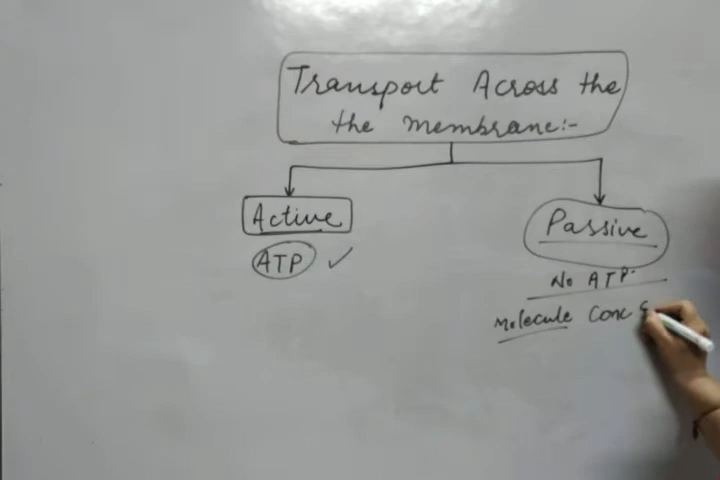 Transport Across the
the membrane:-
Active
Passive
ATP ✓
No ATP.
Molecule Conc